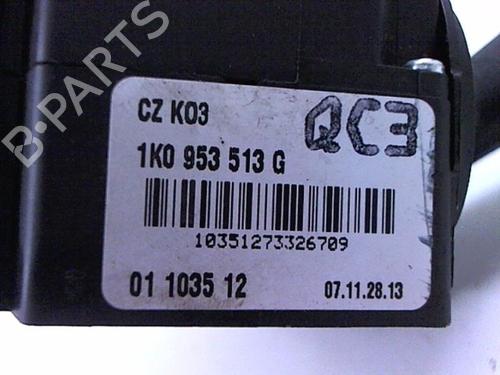 B-PARTS
CZ K03
QC3
1K0 953 513 G
10351273326709
01 1035 12
07.11.28.13